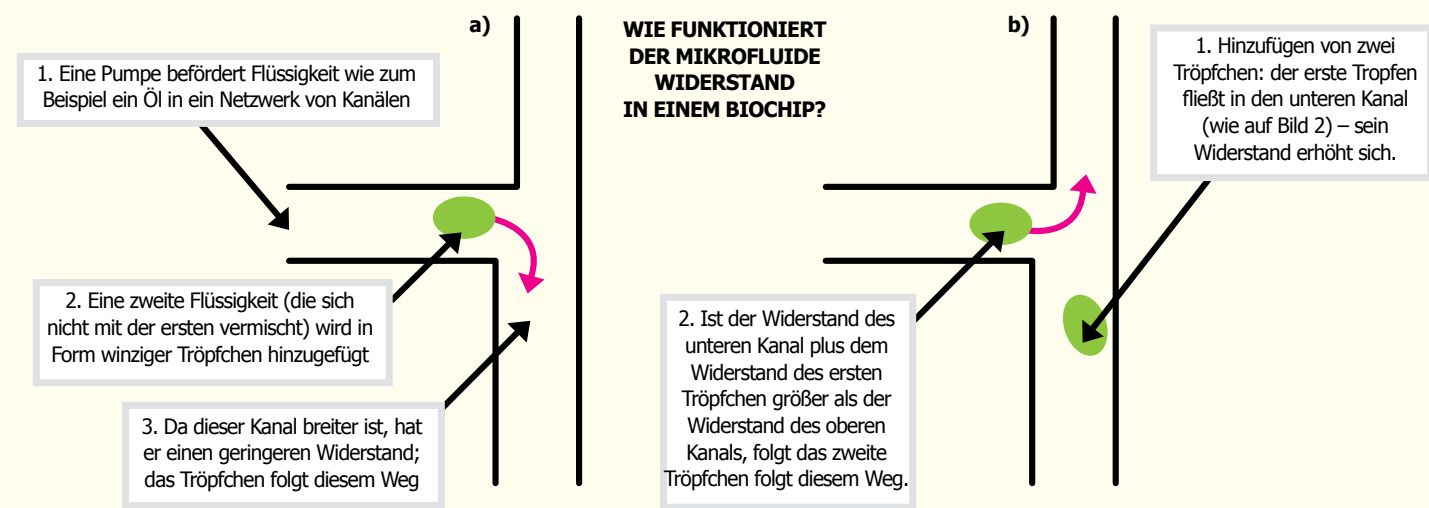 a)
1. Eine Pumpe befördert Flüssigkeit wie zum
Beispiel ein Öl in ein Netzwerk von Kanälen
2. Eine zweite Flüssigkeit (die sich
nicht mit der ersten vermischt) wird in
Form winziger Tröpfchen hinzugefügt
3. Da dieser Kanal breiter ist, hat
er einen geringeren Widerstand;
das Tröpfchen folgt diesem Weg
WIE FUNKTIONIERT
DER MIKROFLUIDE
WIDERSTAND
IN EINEM BIOCHIP?
b)
1. Hinzufügen von zwei
Tröpfchen: der erste Tropfen
fließt in den unteren Kanal
(wie auf Bild 2) – sein
Widerstand erhöht sich.
2. Ist der Widerstand des
unteren Kanal plus dem
Widerstand des ersten
Tröpfchen größer als der
Widerstand des oberen
Kanals, folgt das zweite
Tröpfchen folgt diesem Weg.